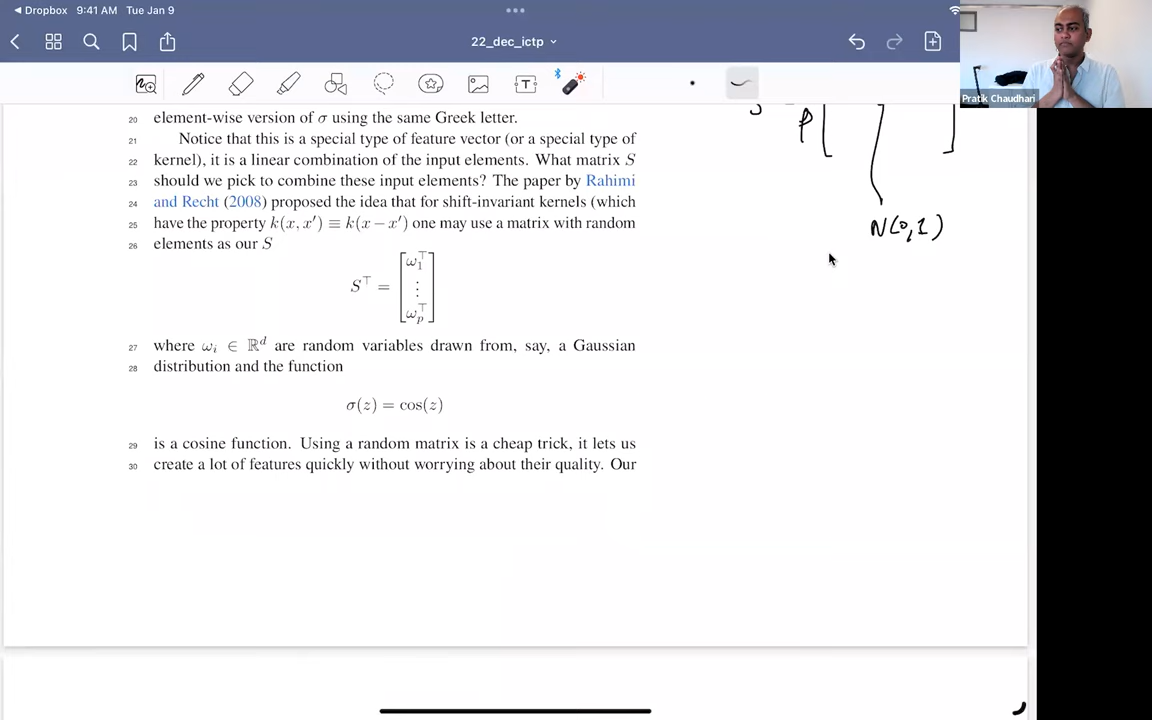 Dropbox 9:41 AM Tue Jan 9
22_dec_ictp
T
Pratik Chaudhari
20 element-wise version of σ using the same Greek letter.
21 Notice that this is a special type of feature vector (or a special type of
22 kernel), it is a linear combination of the input elements. What matrix S
23 should we pick to combine these input elements? The paper by Rahimi
24 and Recht (2008) proposed the idea that for shift-invariant kernels (which
25 have the property k(x, x′) ≡ k(x − x′) one may use a matrix with random
26 elements as our S
S⊤ = [ω₁⊤ ⋮ ωₚ⊤]
27 where ωᵢ ∈ ℝᵈ are random variables drawn from, say, a Gaussian
28 distribution and the function
σ(z) = cos(z)
29 is a cosine function. Using a random matrix is a cheap trick, it lets us
30 create a lot of features quickly without worrying about their quality. Our
p
N(0,1)